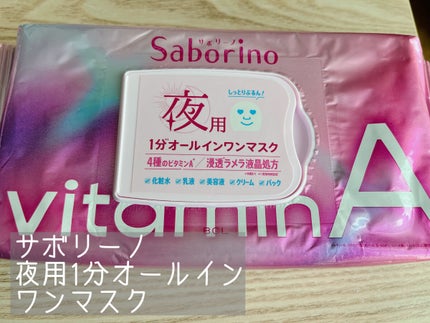 サボリーノ
Saborino
しっとりぷるん!
夜用
1分オールインワンマスク
4種のビタミンA 浸透ラメラ液晶処方
化粧水 乳液 美容液 クリーム パック
vitamin A
BCL
サボリーノ
夜用1分オールイン
ワンマスク